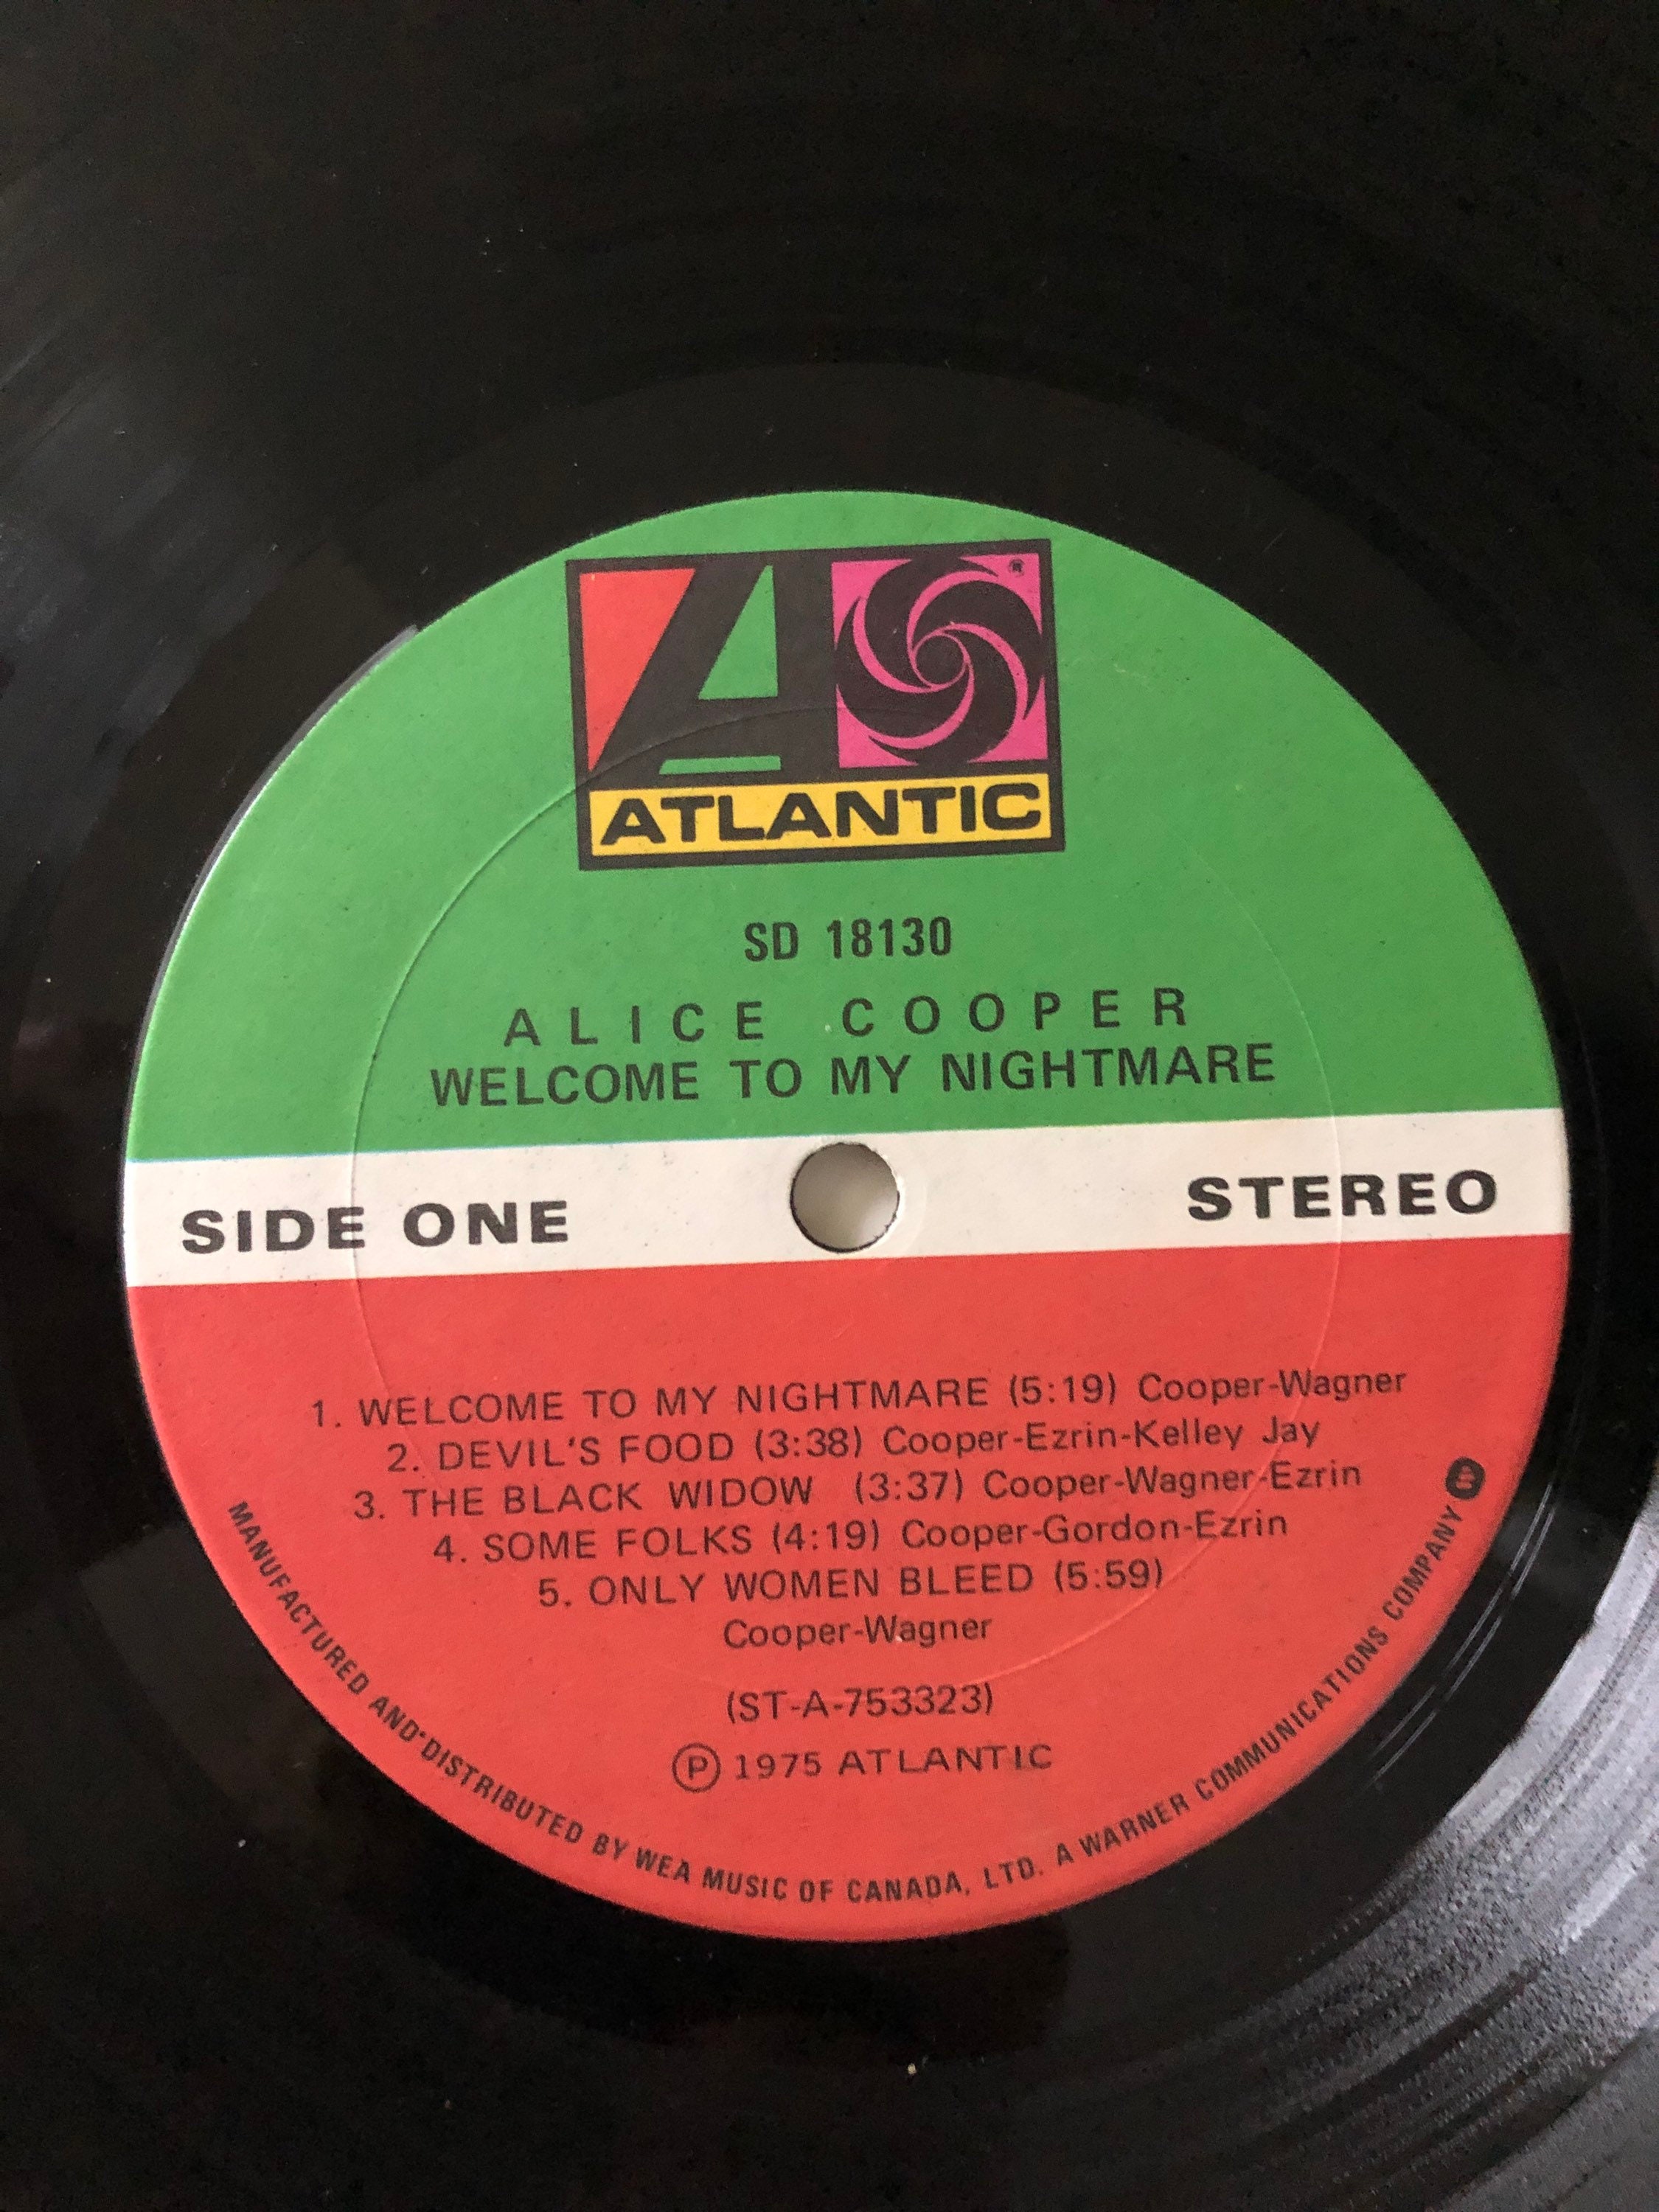 ATLANTIC
SD 18130
ALICE COOPER
WELCOME TO MY NIGHTMARE
SIDE ONE
STEREO
1. WELCOME TO MY NIGHTMARE (5:19) Cooper-Wagner
2. DEVIL'S FOOD (3:38) Cooper-Ezrin-Kelley Jay
3. THE BLACK WIDOW (3:37) Cooper-Wagner-Ezrin
4. SOME FOLKS (4:19) Cooper-Gordon-Ezrin
5. ONLY WOMEN BLEED (5:59)
Cooper-Wagner
(ST-A-753323)
Ⓟ 1975 ATLANTIC
MANUFACTURED AND DISTRIBUTED BY WEA MUSIC OF CANADA, LTD. A WARNER COMMUNICATIONS COMPANY